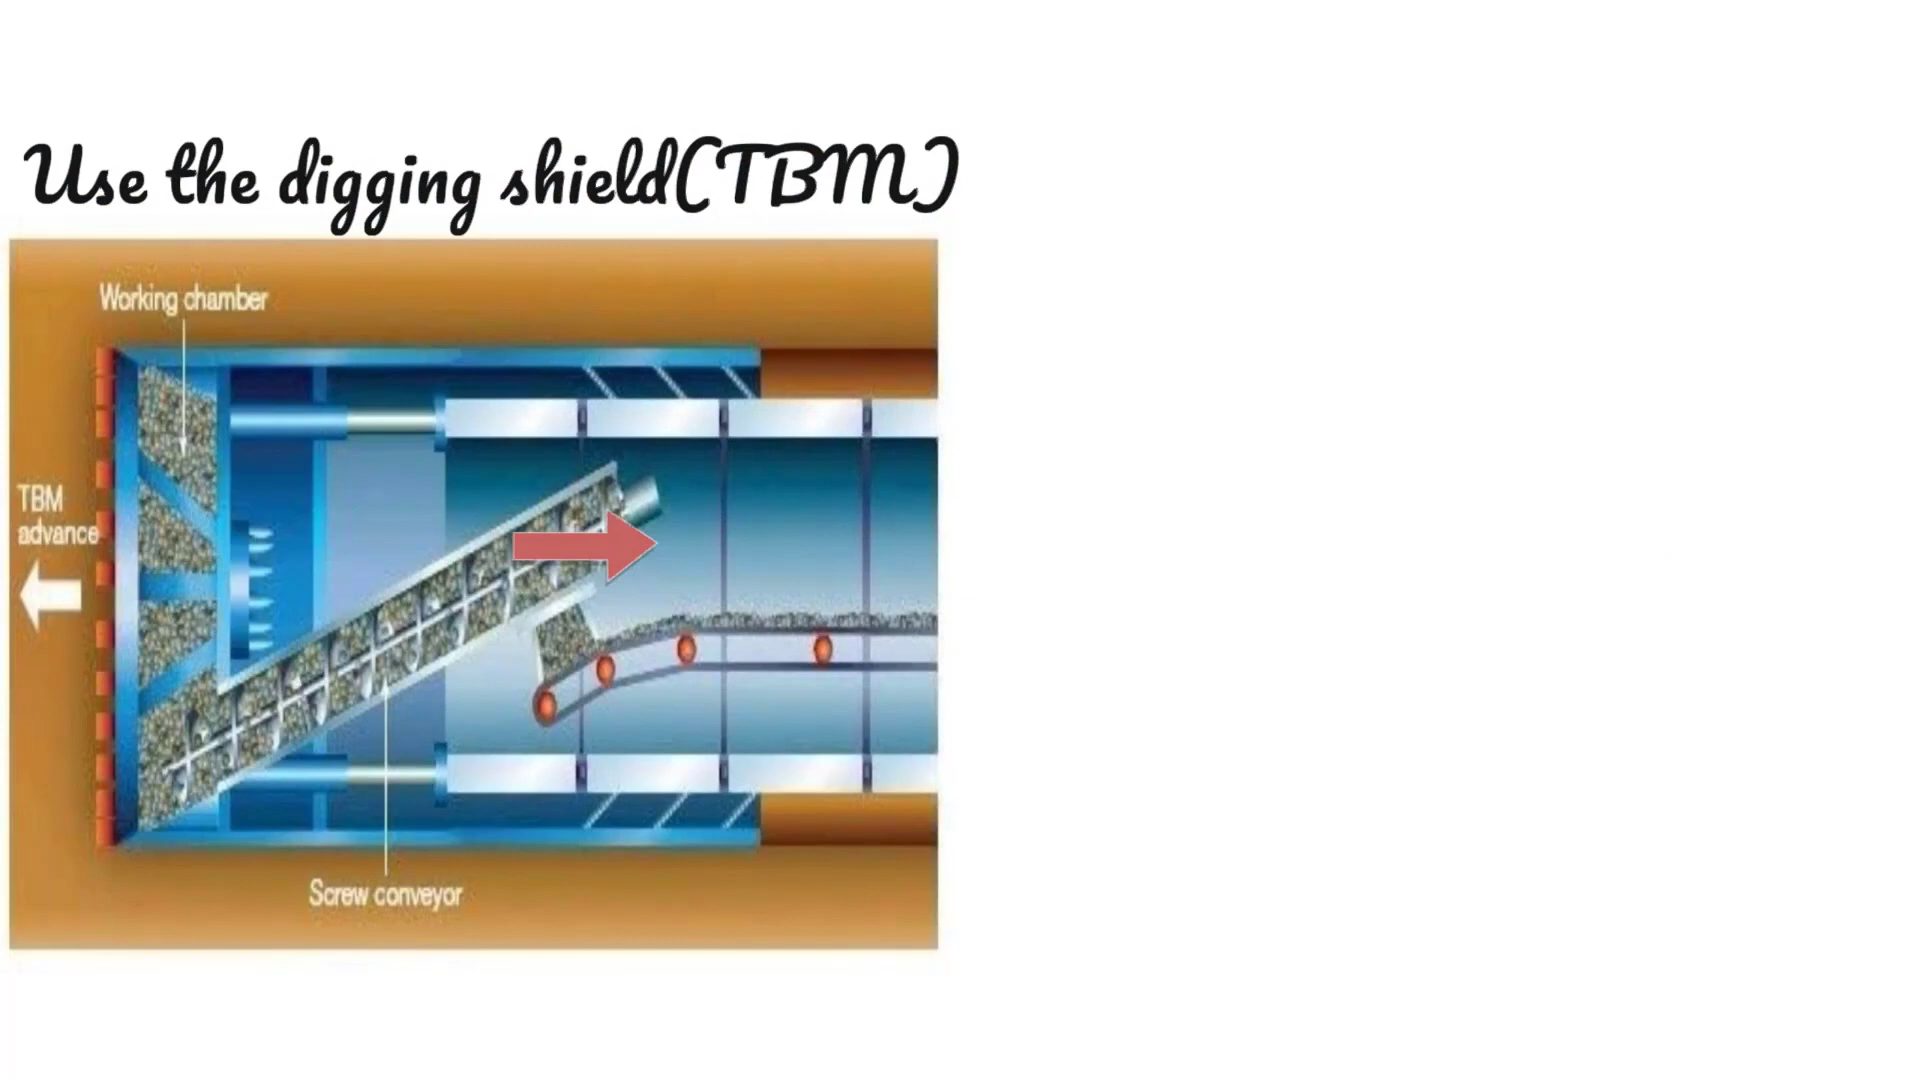 Use the digging shield(TBM)
Working chamber
TBM
advance
Screw conveyor